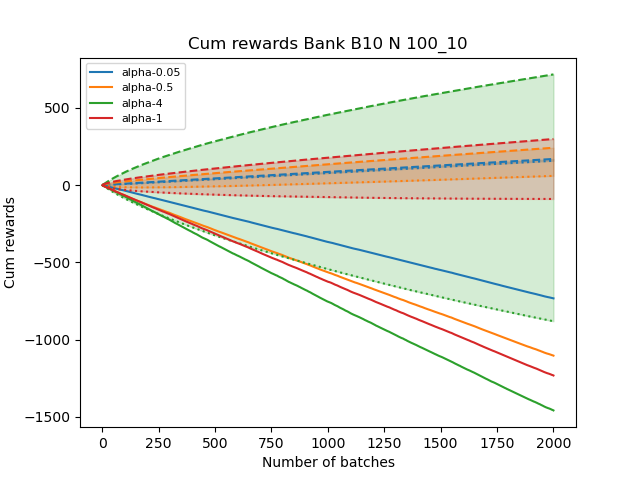 Cum rewards Bank B10 N 100_10
alpha-0.05
alpha-0.5
alpha-4
alpha-1
500
0
−500
−1000
−1500
Cum rewards
0
250
500
750
1000
1250
1500
1750
2000
Number of batches